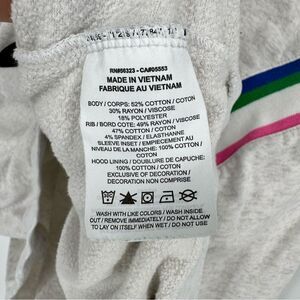 RN#56323 - CA#05553
MADE IN VIETNAM
FABRIQUE AU VIETNAM
BODY / CORPS: 52% COTTON / COTON
30% RAYON / VISCOSE
18% POLYESTER
RIB / BORD COTE: 49% RAYON / VISCOSE
47% COTTON / COTON
4% SPANDEX / ELASTHANNE
SLEEVE INSET / EMPIECEMENT AU
NIVEAU DE LA MANCHE: 100% COTTON /
COTON
HOOD LINING / DOUBLURE DE CAPUCHE:
100% COTTON / COTON
EXCLUSIVE OF DECORATION /
DECORATION NON COMPRISE
WASH WITH LIKE COLORS / WASH INSIDE
OUT / REMOVE IMMEDIATELY / DO NOT ALLOW
TO LAY ON ITSELF WHEN WET / DO NOT USE